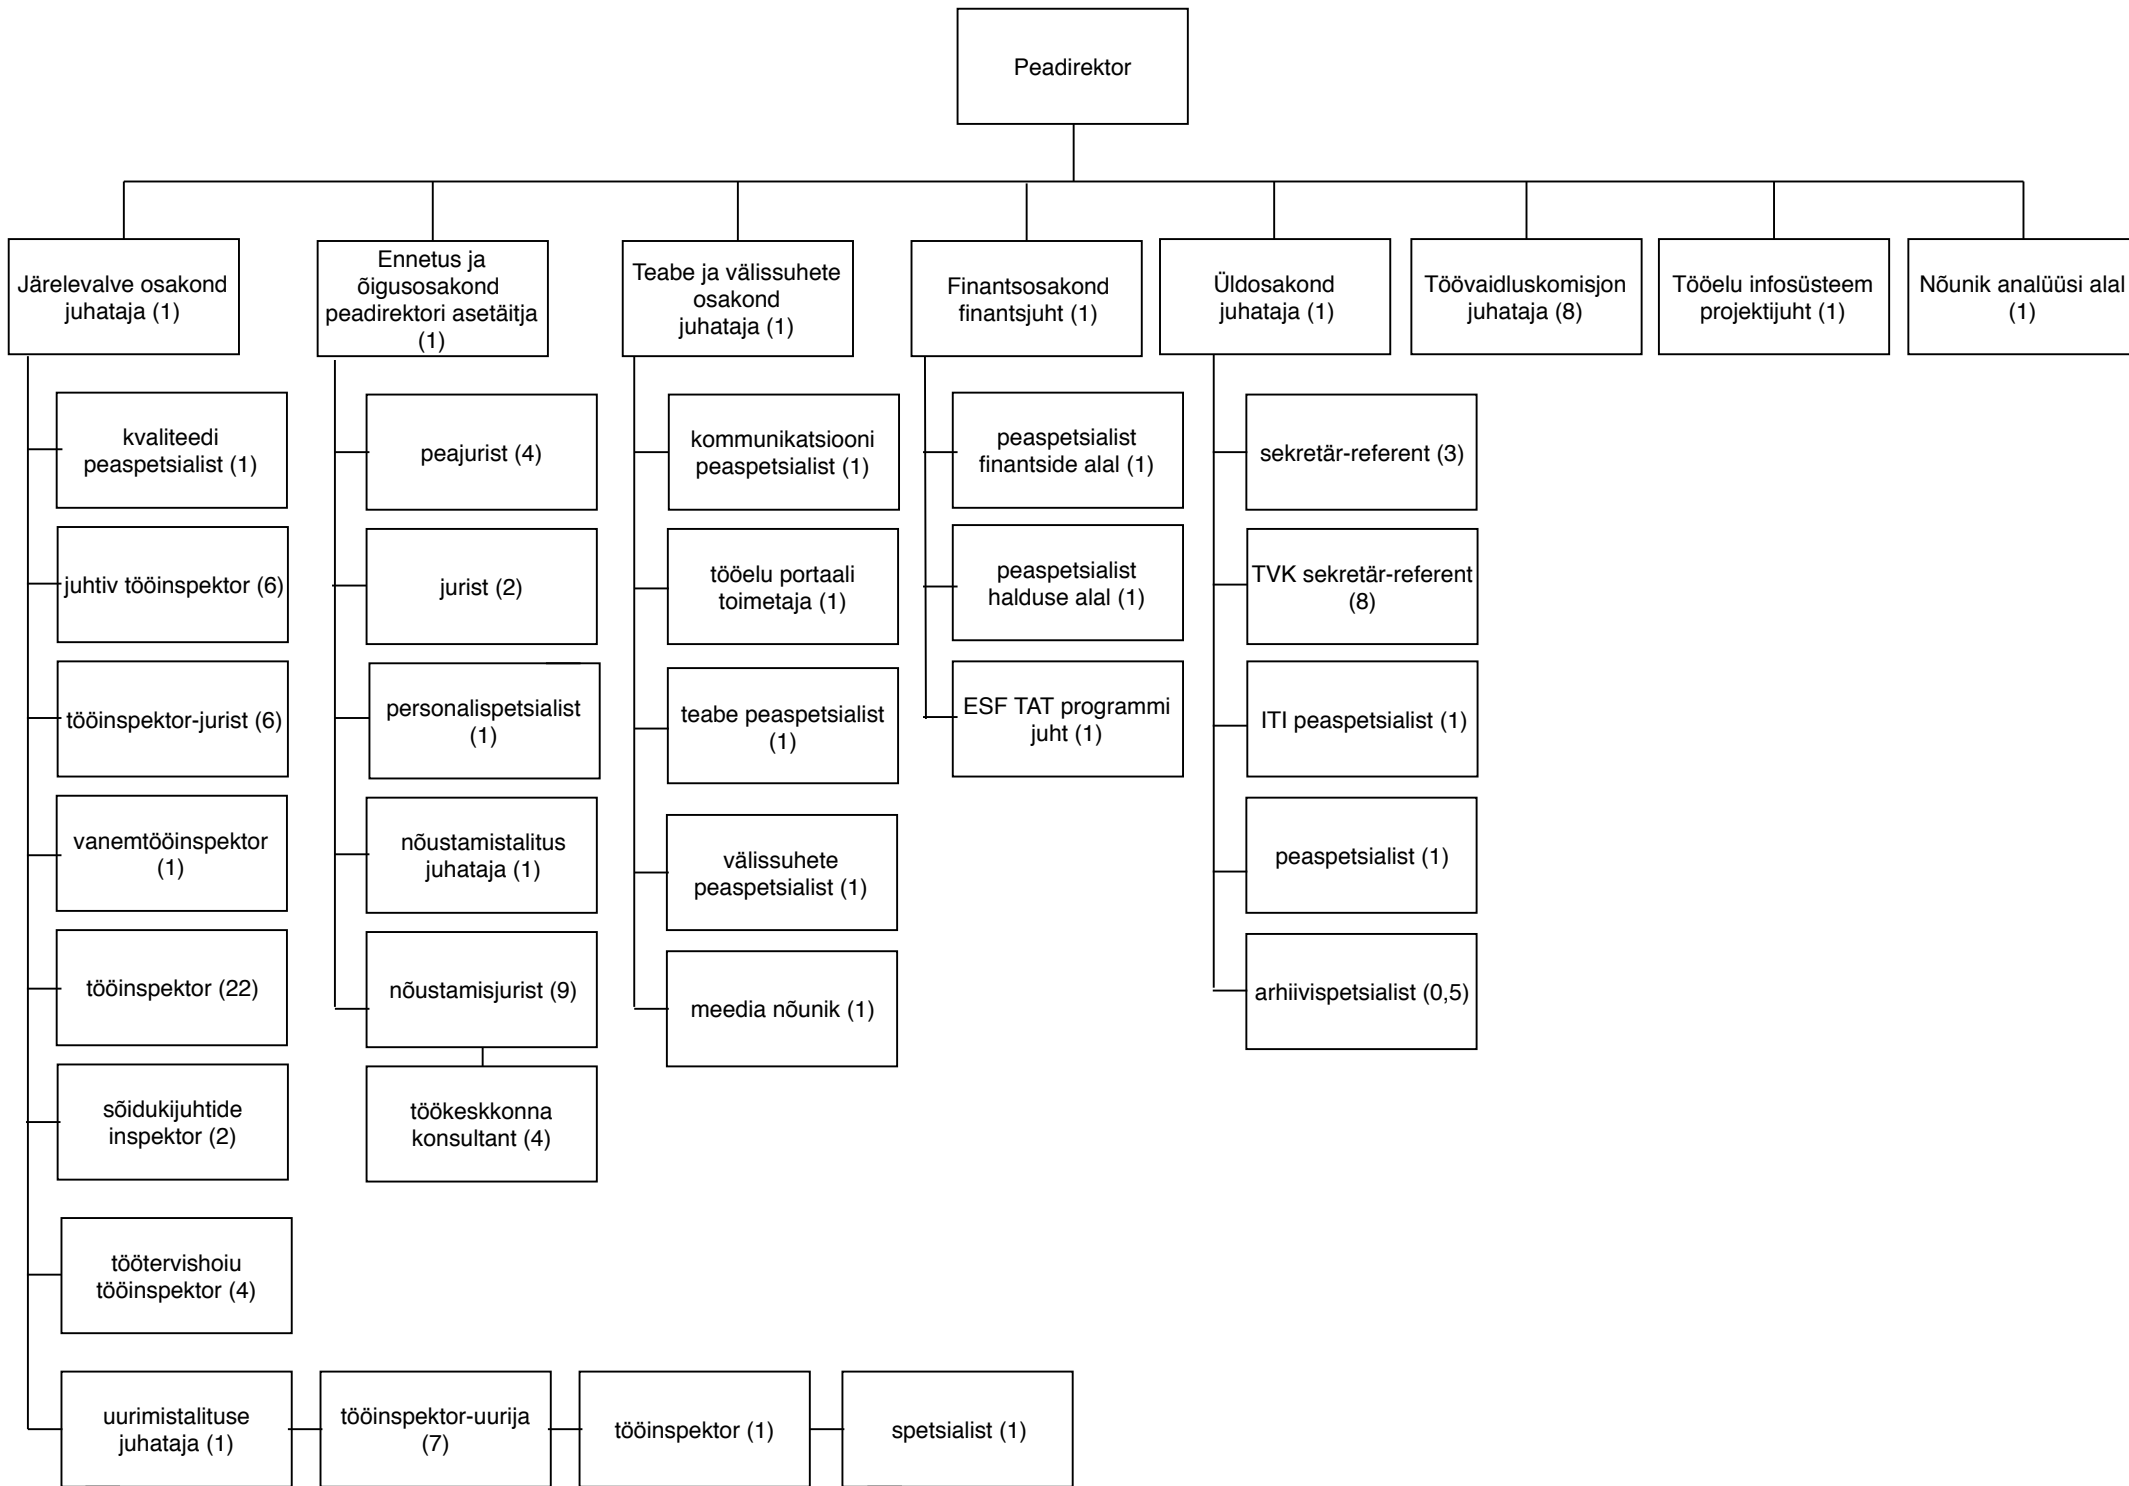 Peadirektor
Järelevalve osakond
juhataja (1)
Ennetus ja
õigusosakond
peadirektori asetäitja
(1)
Teabe ja välissuhete
osakond
juhataja (1)
Finantsosakond
finantsjuht (1)
Üldosakond
juhataja (1)
Töövaidluskomisjon
juhataja (8)
Tööelu infosüsteem
projektijuht (1)
Nõunik analüüsi alal
(1)
kvaliteedi
peaspetsialist (1)
juhtiv tööinspektor (6)
tööinspektor-jurist (6)
vanemtööinspektor
(1)
tööinspektor (22)
sõidukijuhtide
inspektor (2)
töötervishoiu
tööinspektor (4)
uurimistalituse
juhataja (1)
tööinspektor-uurija
(7)
tööinspektor (1)
spetsialist (1)
peajurist (4)
jurist (2)
personalispetsialist
(1)
nõustamistalitus
juhataja (1)
nõustamisjurist (9)
töökeskkonna
konsultant (4)
kommunikatsiooni
peaspetsialist (1)
tööelu portaali
toimetaja (1)
teabe peaspetsialist
(1)
välissuhete
peaspetsialist (1)
meedia nõunik (1)
peaspetsialist
finantside alal (1)
peaspetsialist
halduse alal (1)
ESF TAT programmi
juht (1)
sekretär-referent (3)
TVK sekretär-referent
(8)
ITI peaspetsialist (1)
peaspetsialist (1)
arhiivispetsialist (0,5)